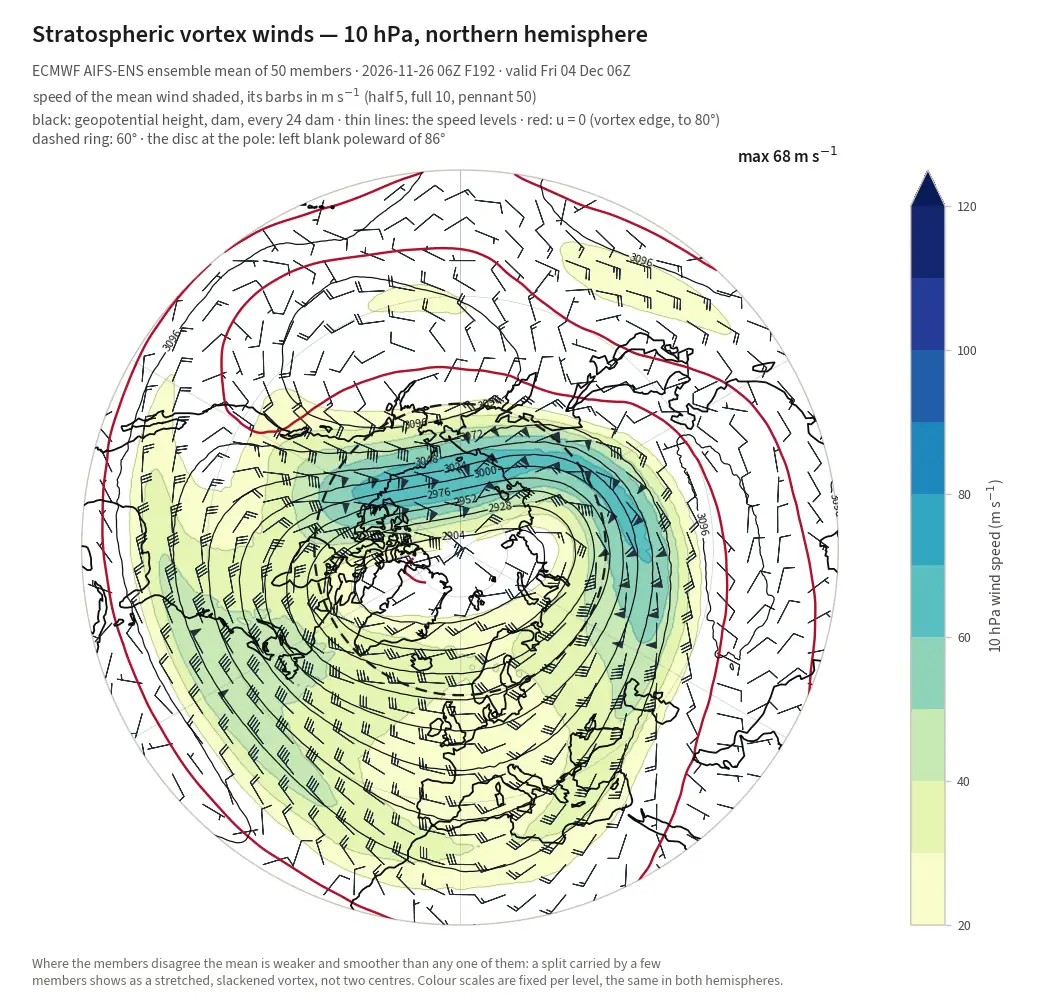 Stratospheric vortex winds — 10 hPa, northern hemisphere
ECMWF AIFS-ENS ensemble mean of 50 members · 2026-11-26 06Z F192 · valid Fri 04 Dec 06Z
speed of the mean wind shaded, its barbs in m s⁻¹ (half 5, full 10, pennant 50)
black: geopotential height, dam, every 24 dam · thin lines: the speed levels · red: u = 0 (vortex edge, to 80°)
dashed ring: 60° · the disc at the pole: left blank poleward of 86°
max 68 m s⁻¹
120
100
80
60
40
20
10 hPa wind speed (m s⁻¹)
3096
3096
3096
3072
3048
3024
3000
2976
2952
2928
2904
3096
Where the members disagree the mean is weaker and smoother than any one of them: a split carried by a few
members shows as a stretched, slackened vortex, not two centres. Colour scales are fixed per level, the same in both hemispheres.